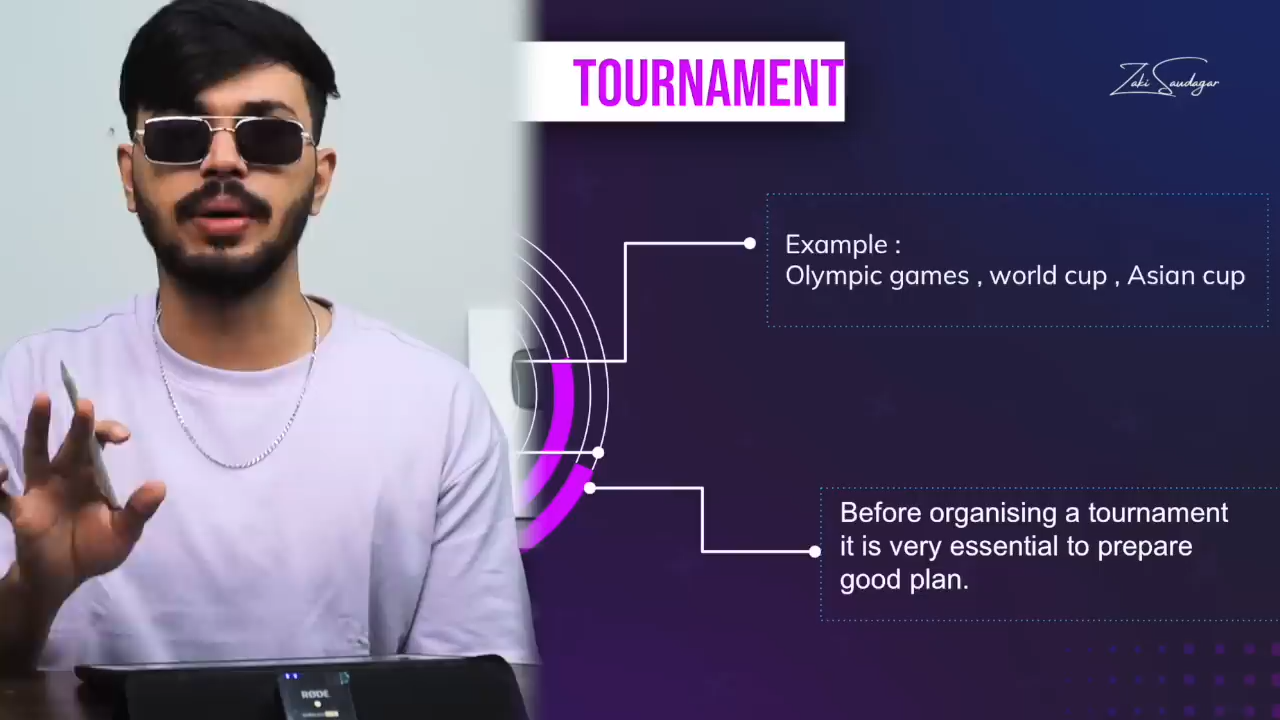 TOURNAMENT
Zaki Saudagar
Example :
Olympic games , world cup , Asian cup
Before organising a tournament
it is very essential to prepare
good plan.
RØDE